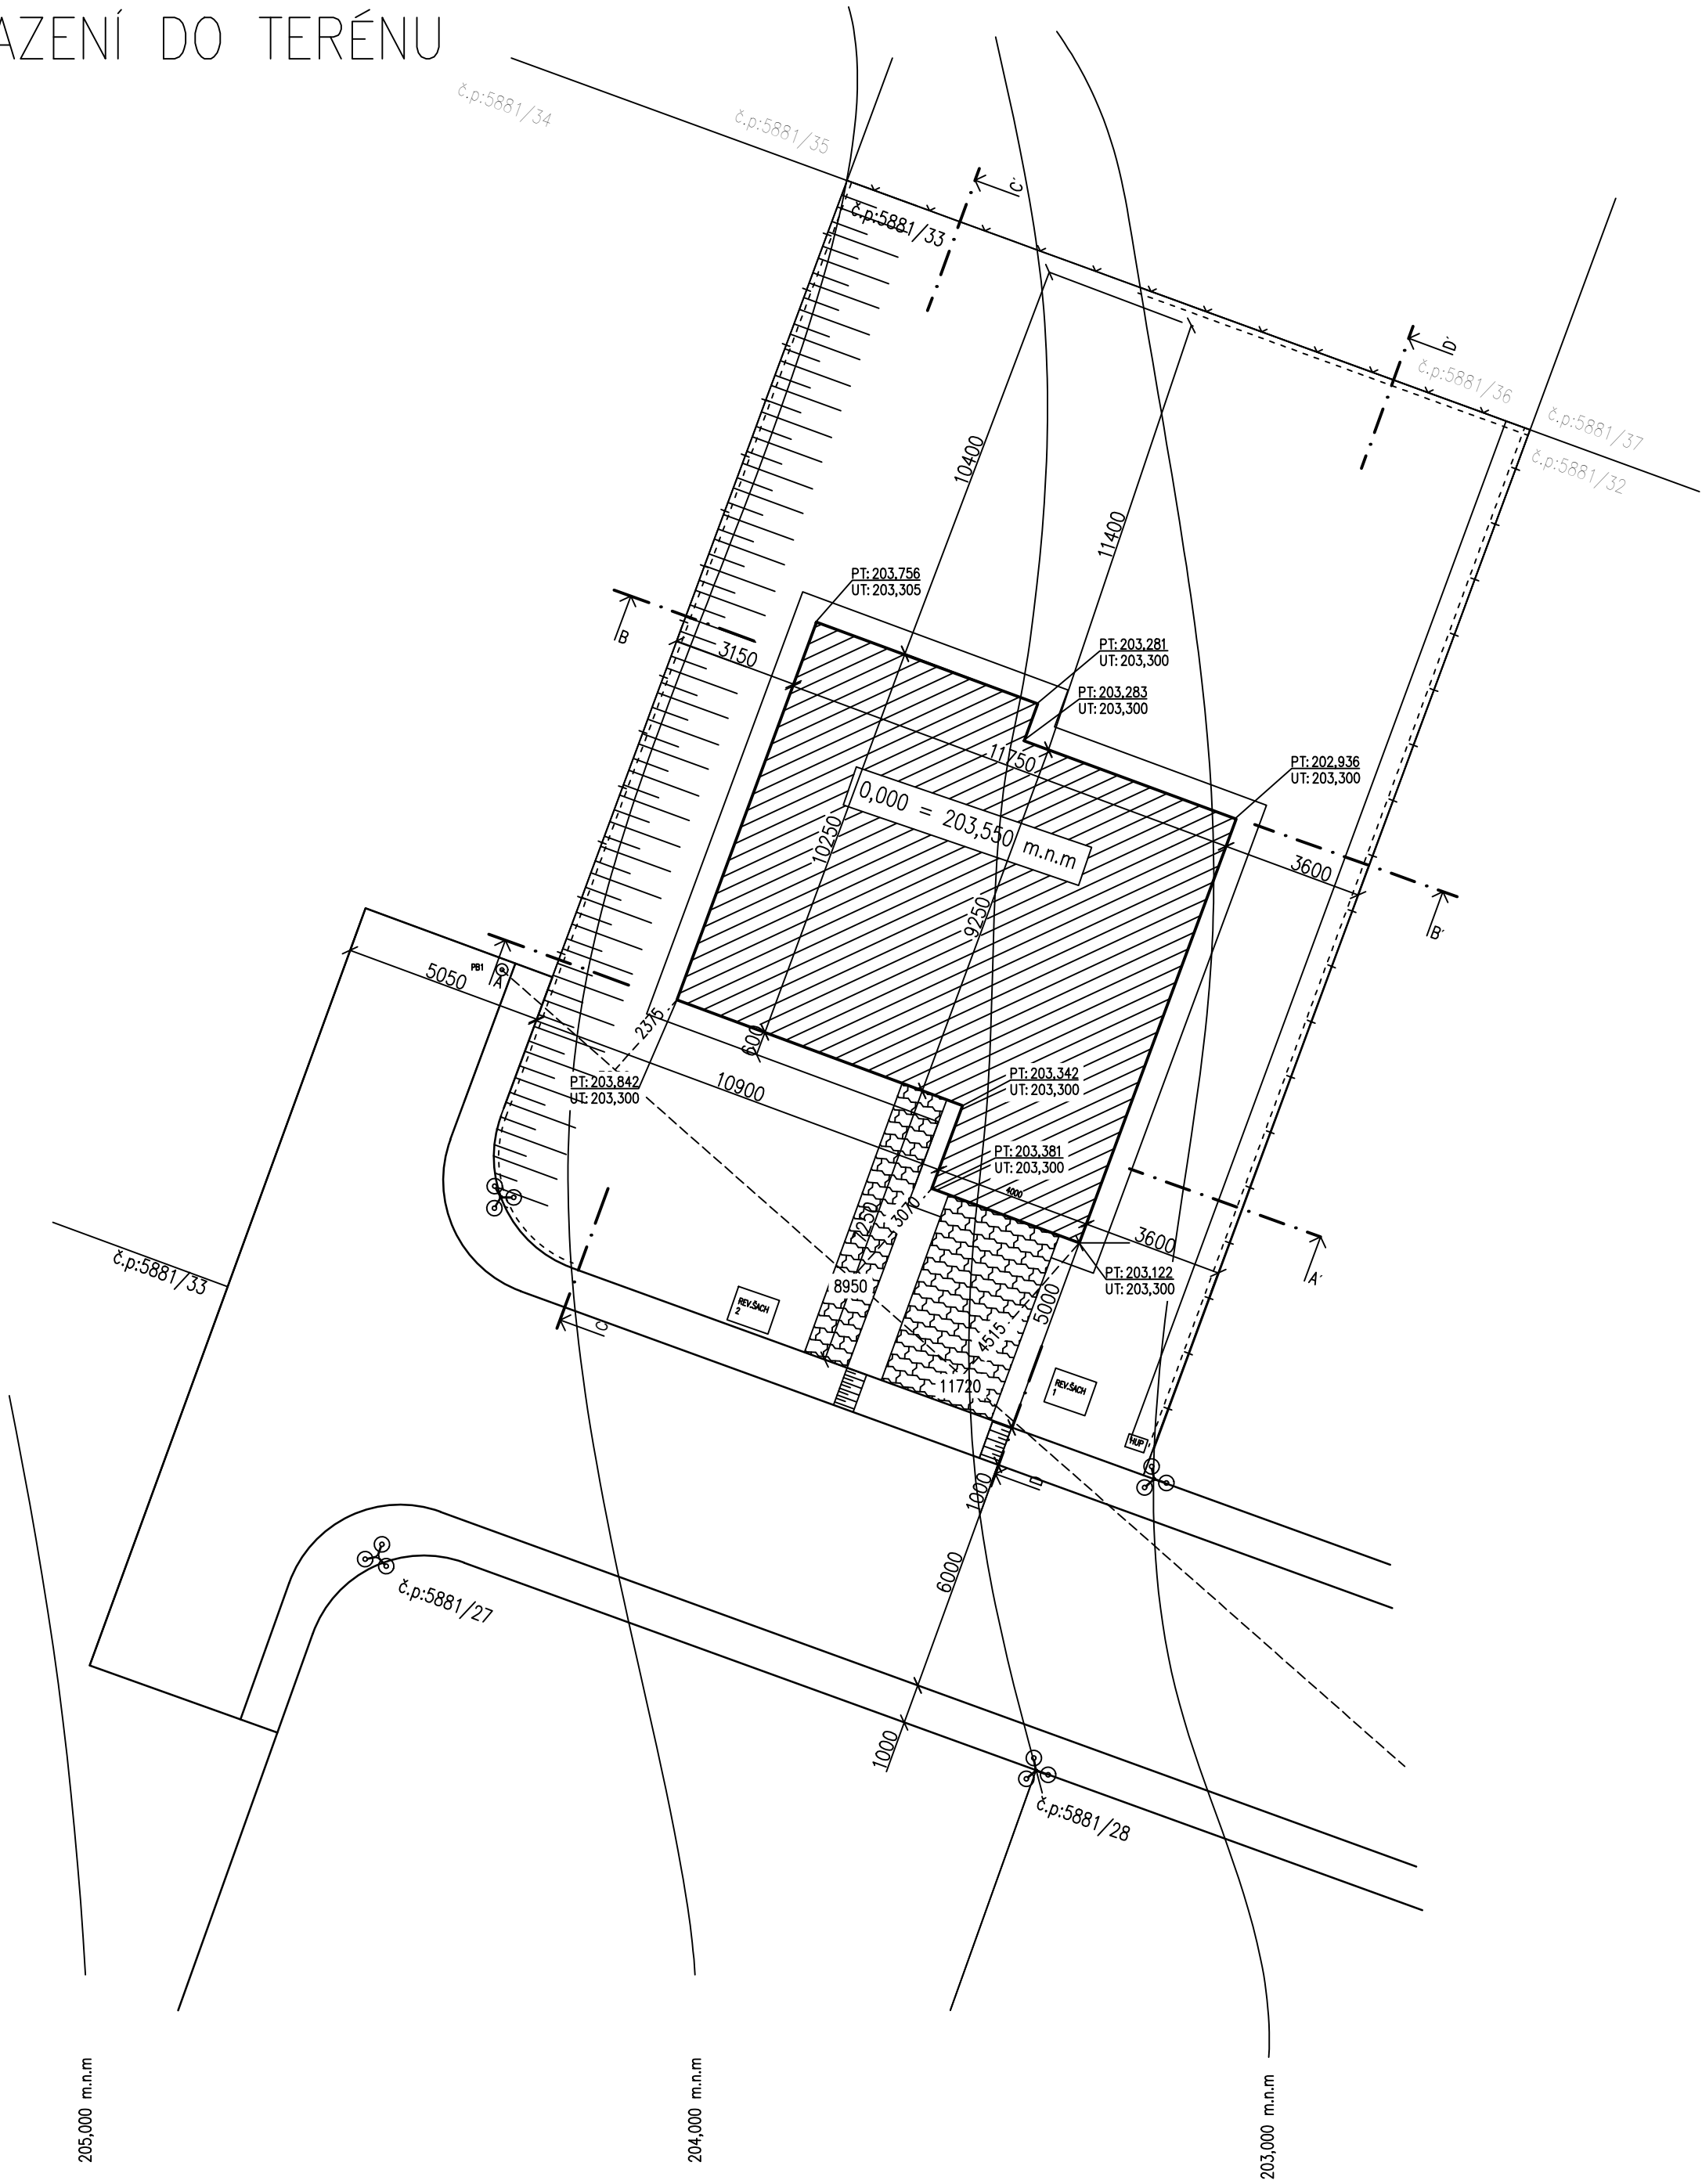 AZENÍ DO TERÉNU
č.p:5881/34
č.p:5881/35
C'
č.p:5881/33
D'
č.p:5881/36
č.p:5881/37
č.p:5881/32
10400
11400
PT: 203,756
UT: 203,305
B
3150
PT: 203,281
UT: 203,300
PT: 203,283
UT: 203,300
11750
PT: 202,936
UT: 203,300
0,000 = 203,550 m.n.m
10250
3600
9250
B'
PB1
A
5050
2375
600
10900
PT: 203,842
UT: 203,300
PT: 203,342
UT: 203,300
PT: 203,381
UT: 203,300
4000
7250
3070
3600
A'
č.p:5881/33
PT: 203,122
UT: 203,300
8950
5000
REV.ŠACH
2
C
4515
11720
REV.ŠACH
1
HUP
D
1000
6000
č.p:5881/27
1000
č.p:5881/28
205,000 m.n.m
204,000 m.n.m
203,000 m.n.m